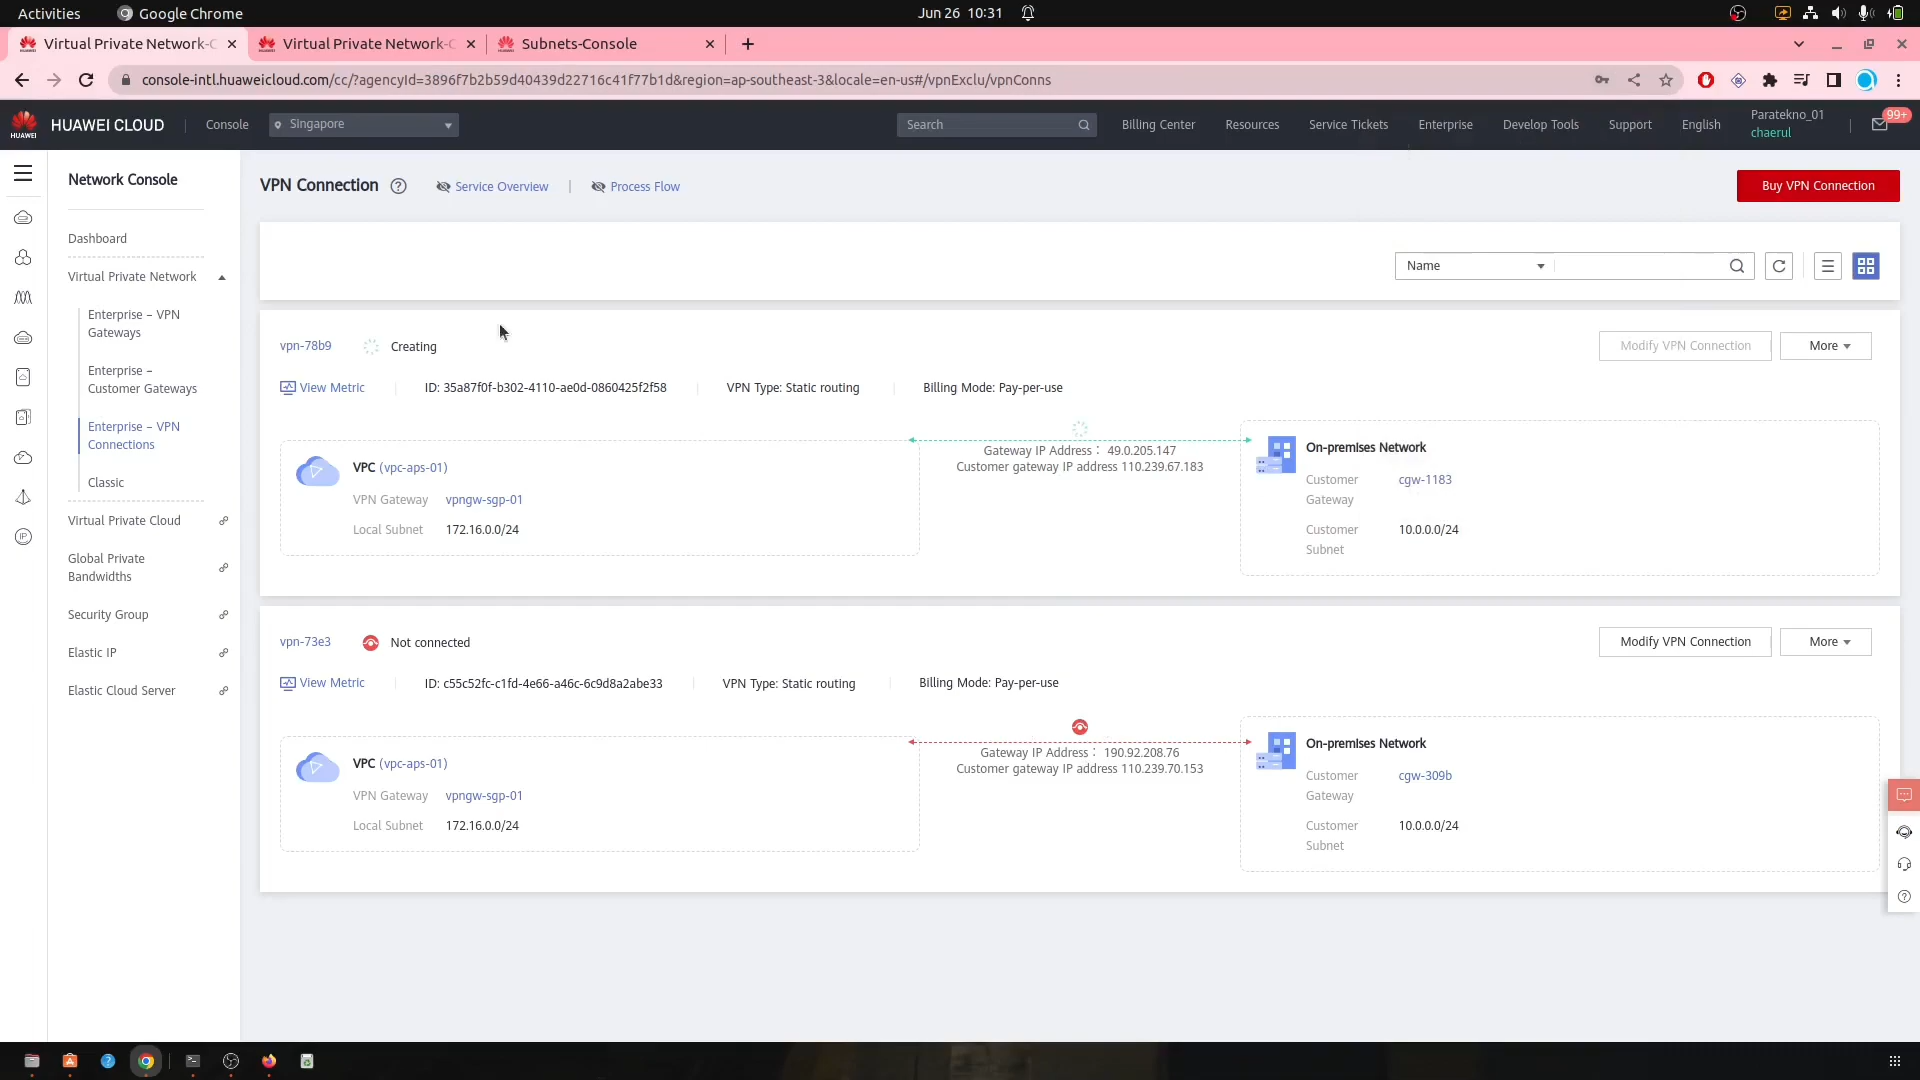 Activities
Google Chrome
Jun 26 10:31
Virtual Private Network-C
Virtual Private Network-C
Subnets-Console
console-intl.huaweicloud.com/cc/?agencyId=3896f7b2b59d40439d22716c41f77b1d&region=ap-southeast-3&locale=en-us#/vpnExclu/vpnConns
HUAWEI
HUAWEI CLOUD
Console
Singapore
Search
Billing Center
Resources
Service Tickets
Enterprise
Develop Tools
Support
English
Paratekno_01
chaerul
99+
Network Console
Dashboard
Virtual Private Network
Enterprise – VPN
Gateways
Enterprise –
Customer Gateways
Enterprise – VPN
Connections
Classic
Virtual Private Cloud
Global Private
Bandwidths
Security Group
Elastic IP
Elastic Cloud Server
IP
VPN Connection
Service Overview
Process Flow
Buy VPN Connection
Name
vpn-78b9
Creating
Modify VPN Connection
More
View Metric
ID: 35a87f0f-b302-4110-ae0d-0860425f2f58
VPN Type: Static routing
Billing Mode: Pay-per-use
VPC (vpc-aps-01)
VPN Gateway vpngw-sgp-01
Local Subnet 172.16.0.0/24
Gateway IP Address： 49.0.205.147
Customer gateway IP address 110.239.67.183
On-premises Network
Customer
Gateway
cgw-1183
Customer
Subnet
10.0.0.0/24
vpn-73e3
Not connected
Modify VPN Connection
More
View Metric
ID: c55c52fc-c1fd-4e66-a46c-6c9d8a2abe33
VPN Type: Static routing
Billing Mode: Pay-per-use
VPC (vpc-aps-01)
VPN Gateway vpngw-sgp-01
Local Subnet 172.16.0.0/24
Gateway IP Address： 190.92.208.76
Customer gateway IP address 110.239.70.153
On-premises Network
Customer
Gateway
cgw-309b
Customer
Subnet
10.0.0.0/24